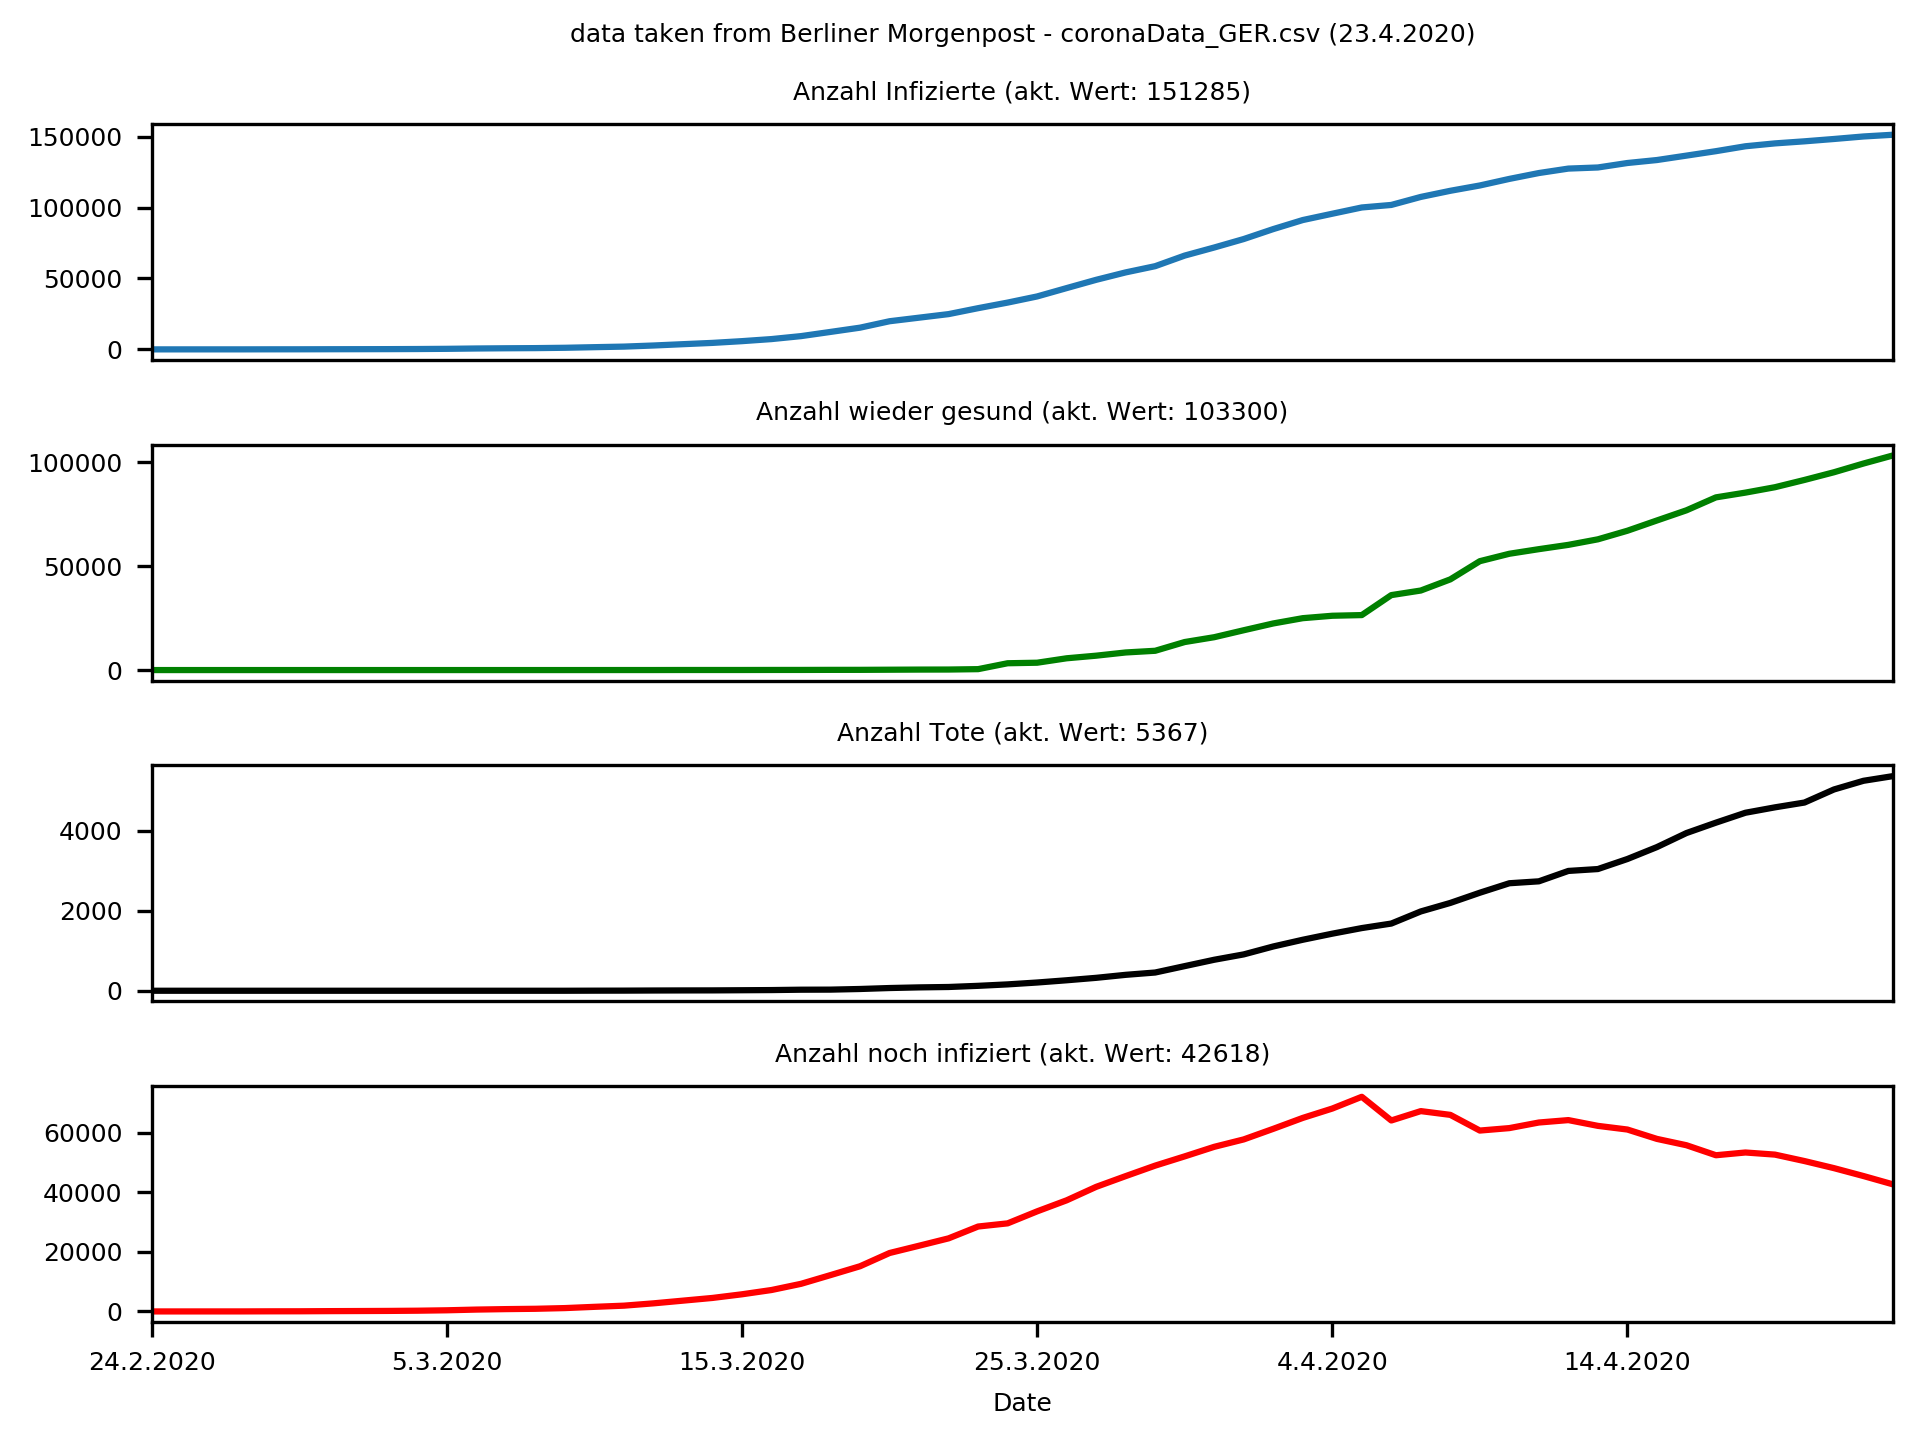 data taken from Berliner Morgenpost - coronaData_GER.csv (23.4.2020)
Anzahl Infizierte (akt. Wert: 151285)
150000
100000
50000
0
Anzahl wieder gesund (akt. Wert: 103300)
100000
50000
0
Anzahl Tote (akt. Wert: 5367)
4000
2000
0
Anzahl noch infiziert (akt. Wert: 42618)
60000
40000
20000
0
24.2.2020 5.3.2020 15.3.2020 25.3.2020 4.4.2020 14.4.2020
Date